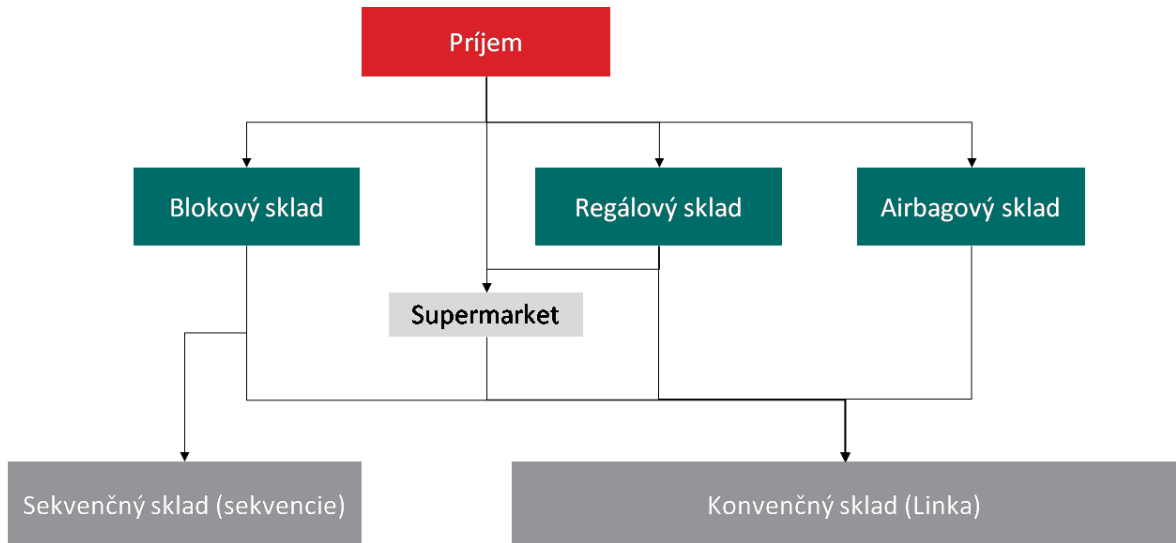 Príjem
Blokový sklad
Regálový sklad
Airbagový sklad
Supermarket
Sekvenčný sklad (sekvencie)
Konvenčný sklad (Linka)